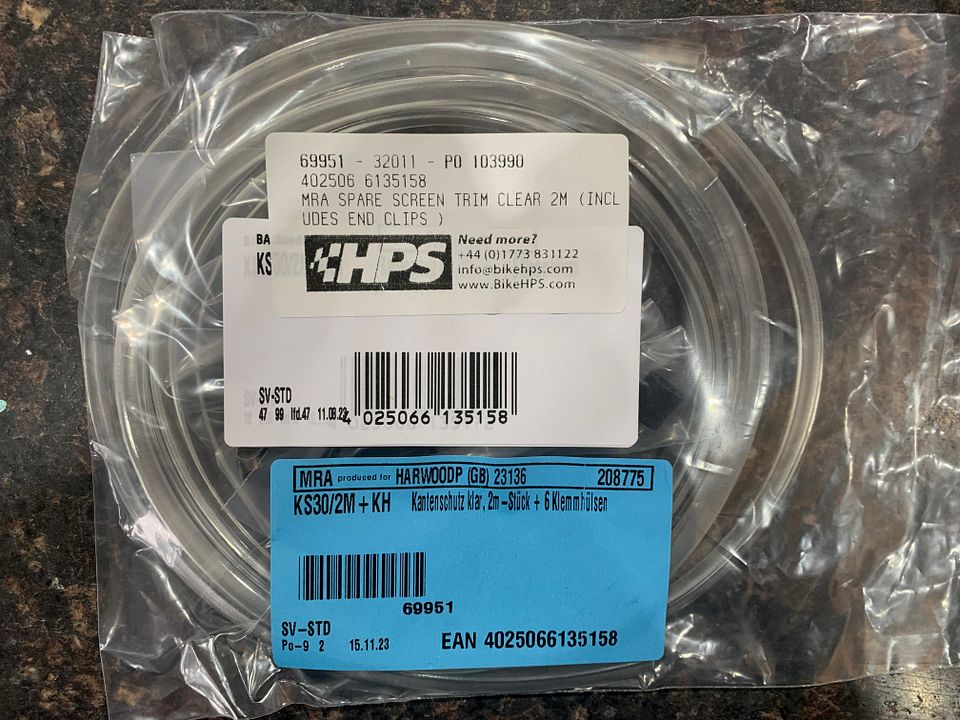 69951 - 32011 - PO 103990
402506 6135158
MRA SPARE SCREEN TRIM CLEAR 2M (INCL
UDES END CLIPS )
HPS
Need more?
+44 (0)1773 831122
info@bikehps.com
www.BikeHPS.com
BA
KS
SV-STD
47 99 lfd.47
4 025066 135158
MRA produced for HARWOODP (GB) 23136 208775
KS30/2M + KH Kantenschutz klar, 2m-Stück + 6 Klemmhülsen
69951
SV-STD
Po-9 2 15.11.23
EAN 4025066135158